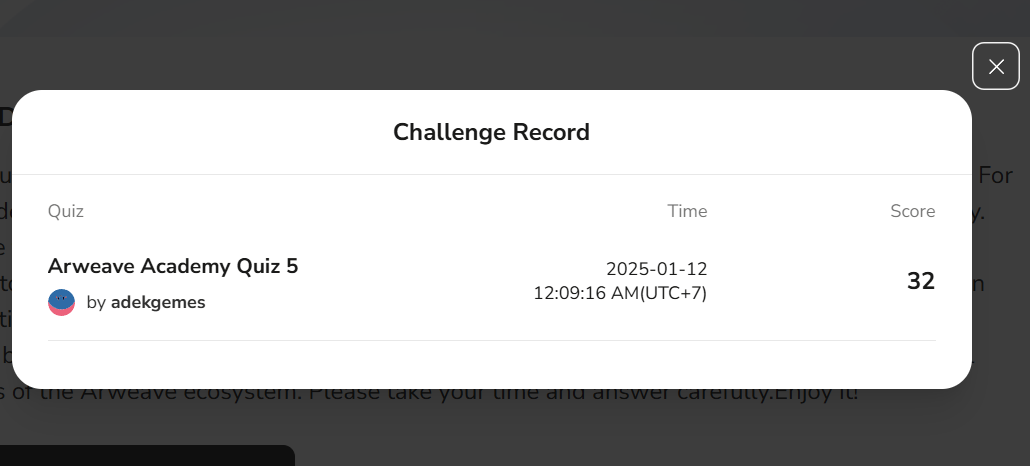 Challenge Record
For
Quiz
Time
Score
y.
Arweave Academy Quiz 5
by adekgemes
2025-01-12
12:09:16 AM(UTC+7)
32
s of the Arweave ecosystem. Please take your time and answer carefully.Enjoy it!